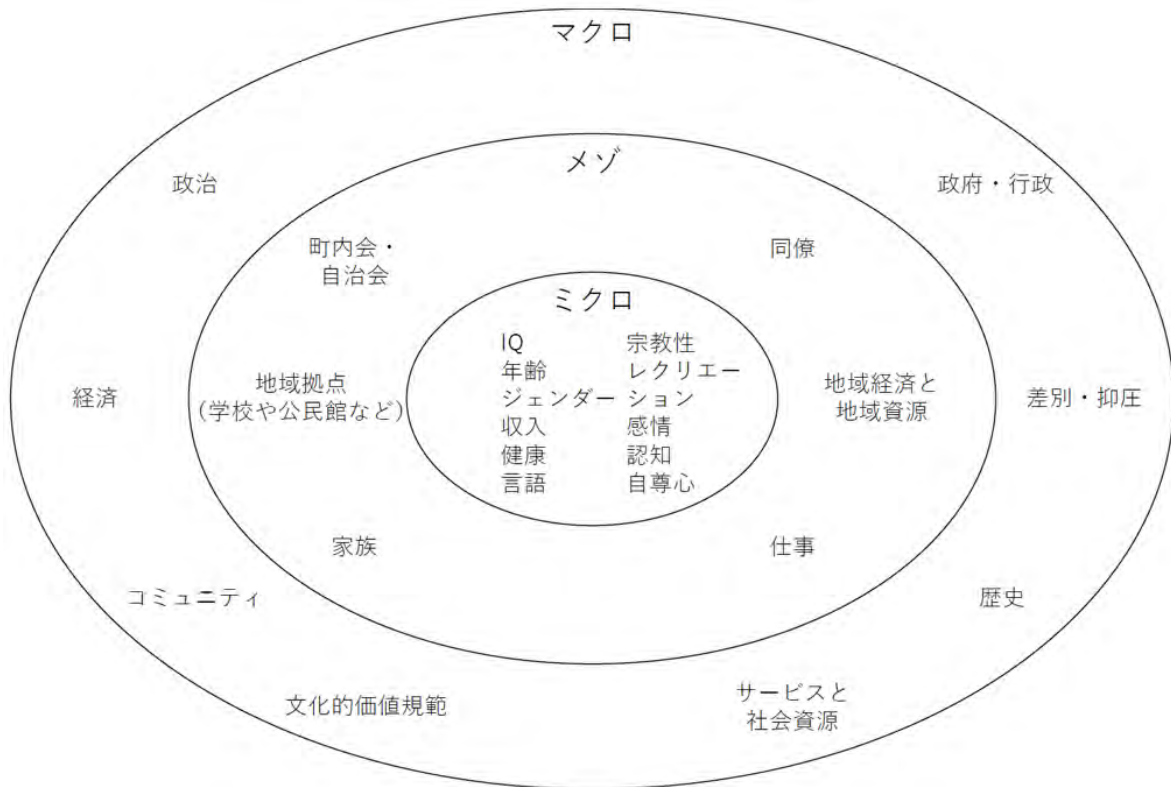 マクロ
政治
政府・行政
経済
差別・抑圧
コミュニティ
歴史
文化的価値規範
サービスと
社会資源
メゾ
町内会・
自治会
同僚
地域拠点
（学校や公民館など）
地域経済と
地域資源
家族
仕事
ミクロ
IQ
年齢
ジェンダー
収入
健康
言語
宗教性
レクリエー
ション
感情
認知
自尊心